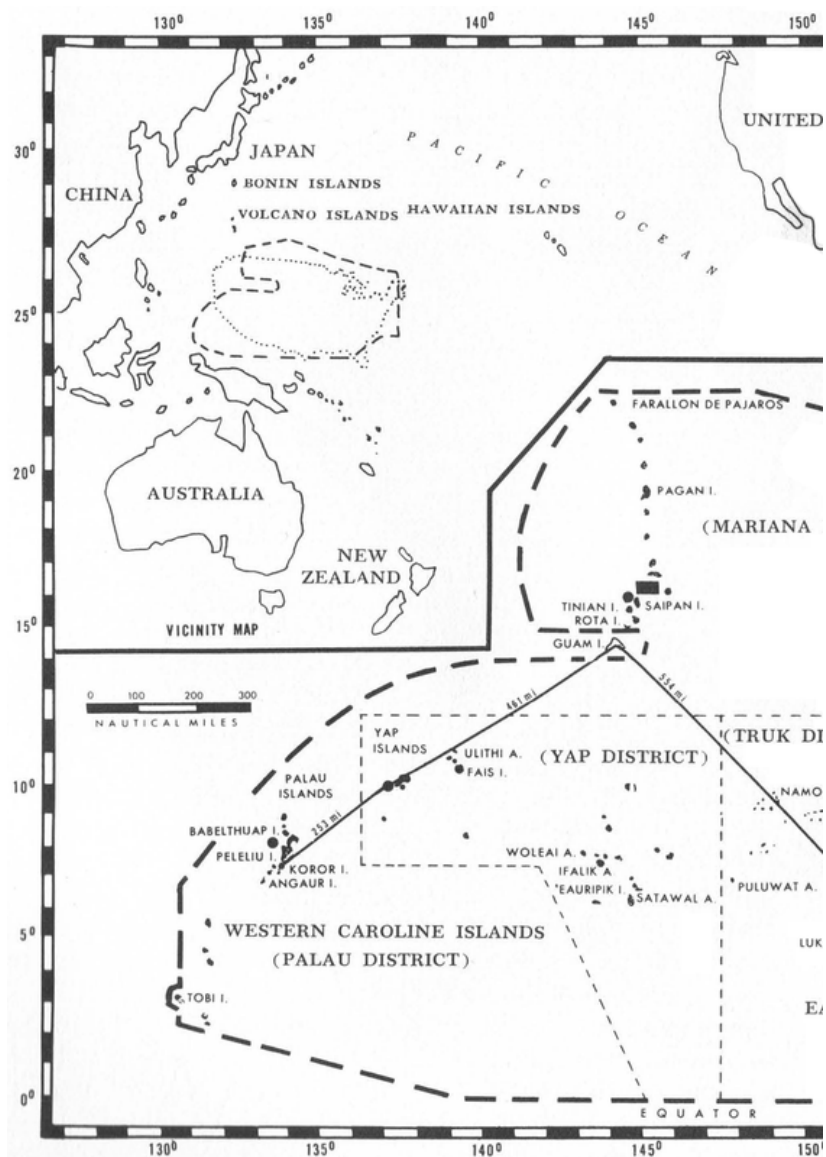 130° 135° 140° 145° 150°
UNITED
PACIFIC
OCEAN
30°
JAPAN
CHINA
BONIN ISLANDS
VOLCANO ISLANDS HAWAIIAN ISLANDS
25°
FARALLON DE PAJAROS
20°
PAGAN I.
AUSTRALIA
(MARIANA
NEW
ZEALAND
TINIAN I. SAIPAN I.
ROTA I.
VICINITY MAP
15°
GUAM I.
461 mi
554 mi
0 100 200 300
NAUTICAL MILES
YAP
ISLANDS
ULITHI A.
(YAP DISTRICT)
(TRUK DI
FAIS I.
PALAU
ISLANDS
10°
NAMO
253 mi
BABELTHUAP I.
PELELIU I.
KOROR I.
ANGAUR I.
WOLEAI A.
IFALIK A.
EAURIPIK I.
SATAWAL A.
PULUWAT A.
5°
WESTERN CAROLINE ISLANDS
(PALAU DISTRICT)
LUK
TOBI I.
EA
0°
EQUATOR
130° 135° 140° 145° 150°